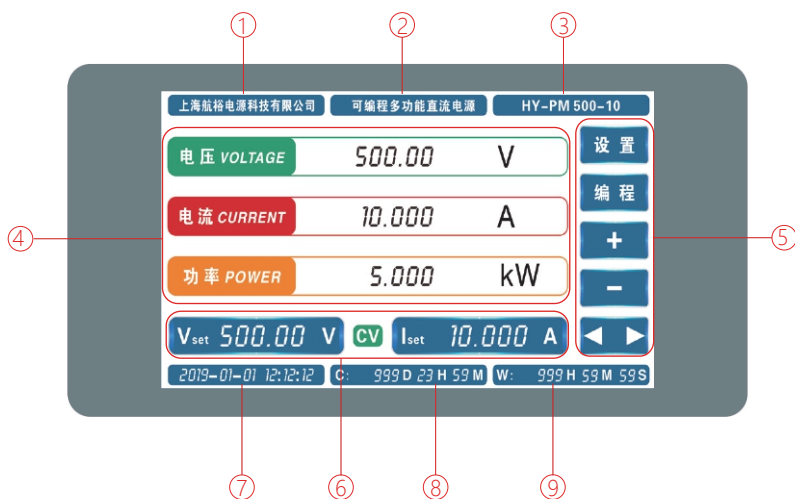 ① ② ③
上海航裕电源科技有限公司 可编程多功能直流电源 HY-PM 500-10
电压 VOLTAGE 500.00 V 设置
编程
电流 CURRENT 10.000 A +
④ ⑤
功率 POWER 5.000 kW −
Vset 500.00 V CV Iset 10.000 A ◀ ▶
2019-01-01 12:12:12 C: 999 D 23 H 59 M W: 999 H 59 M 59 S
⑦ ⑥ ⑧ ⑨